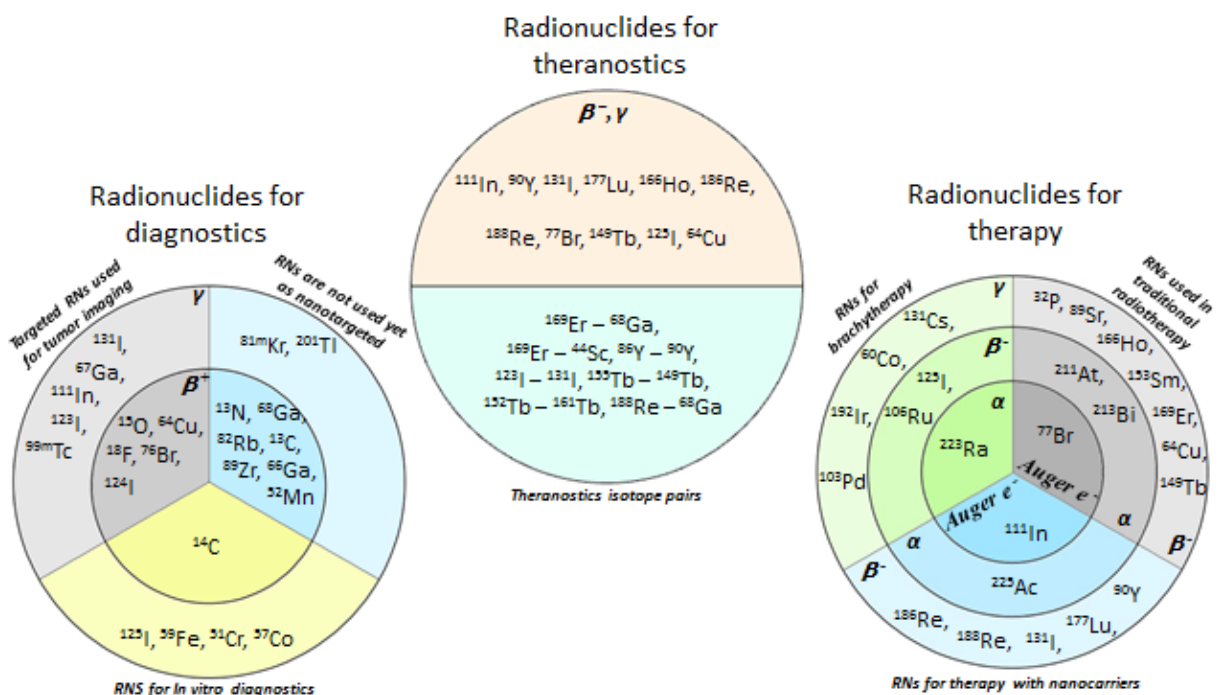 Radionuclides for
theranostics
β⁻, γ
¹¹¹In, ⁹⁰Y, ¹³¹I, ¹⁷⁷Lu, ¹⁶⁶Ho, ¹⁸⁶Re,
¹⁸⁸Re, ⁷⁷Br, ¹⁴⁹Tb, ¹²⁵I, ⁶⁴Cu
¹⁶⁹Er – ⁶⁸Ga,
¹⁶⁹Er – ⁴⁴Sc, ⁸⁶Y – ⁹⁰Y,
¹²³I – ¹³¹I, ¹⁵⁵Tb – ¹⁴⁹Tb,
¹⁵²Tb – ¹⁶¹Tb, ¹⁸⁸Re – ⁶⁸Ga
Theranostics isotope pairs
Radionuclides for
diagnostics
Targeted RNs used
for tumor imaging
RNs are not used yet
as nanotargeted
γ
¹³¹I,
⁶⁷Ga,
¹¹¹In,
¹²³I,
⁹⁹ᵐTc
⁸¹ᵐKr, ²⁰¹Tl
β⁺
¹⁵O, ⁶⁴Cu,
¹⁸F, ⁷⁶Br,
¹²⁴I
¹³N, ⁶⁸Ga,
⁸²Rb, ¹³C,
⁸⁹Zr, ⁶⁶Ga,
⁵²Mn
¹⁴C
¹²⁵I, ⁵⁹Fe, ⁵¹Cr, ⁵⁷Co
RNS for In vitro diagnostics
Radionuclides for
therapy
RNs for
brachytherapy
RNs used in
traditional
radiotherapy
γ
¹³¹Cs,
⁶⁰Co,
¹⁹²Ir,
¹⁰³Pd
β⁻
¹²⁵I,
¹⁰⁶Ru
α
²²³Ra
³²P, ⁸⁹Sr,
¹⁶⁶Ho,
¹⁵³Sm,
¹⁶⁹Er,
⁶⁴Cu,
¹⁴⁹Tb
β⁻
²¹¹At,
²¹³Bi
α
⁷⁷Br
Auger e⁻
Auger e⁻
¹¹¹In
α
²²⁵Ac
β⁻
¹⁸⁶Re,
¹⁸⁸Re,
¹³¹I,
¹⁷⁷Lu,
⁹⁰Y
RNs for therapy with nanocarriers